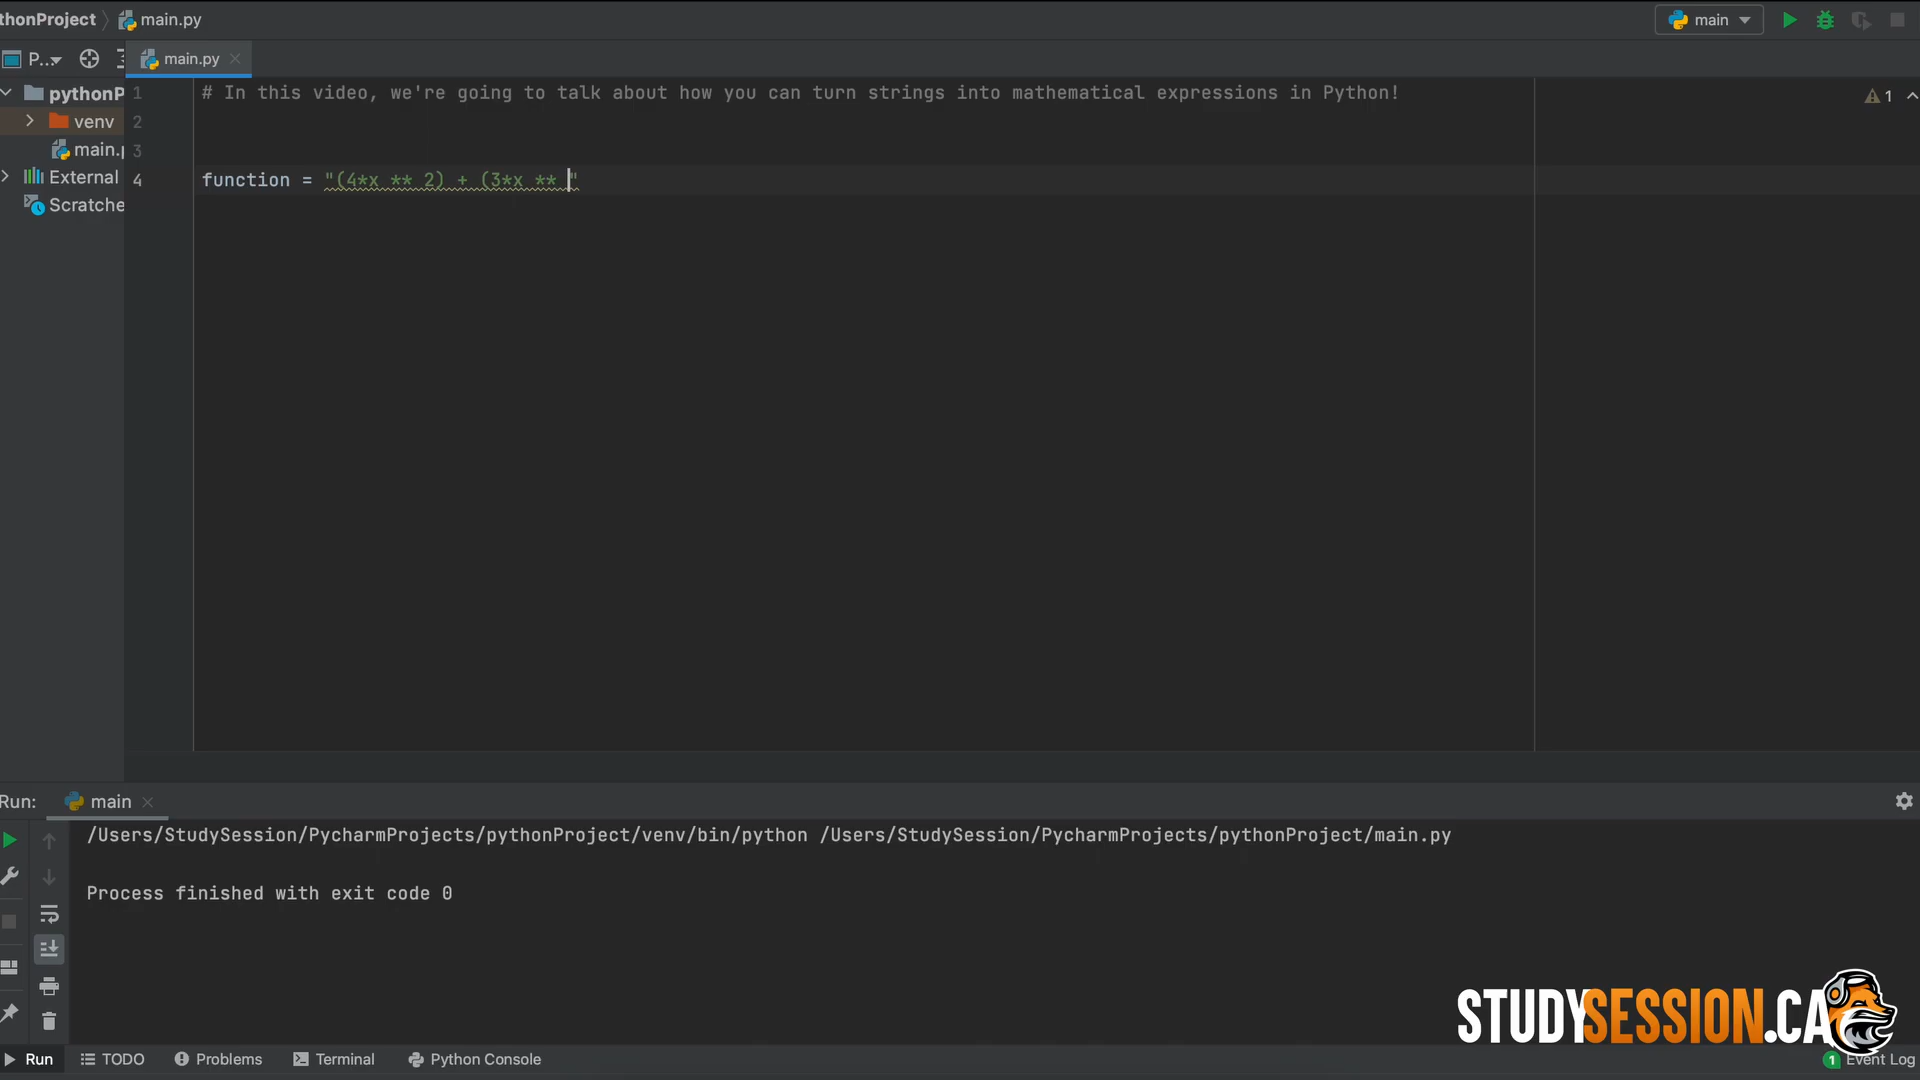 thonProject
main.py
main
P...
main.py
pythonP
venv
main.p
External
Scratche
1
2
3
4
# In this video, we're going to talk about how you can turn strings into mathematical expressions in Python!
function = "(4*x ** 2) + (3*x ** "
1
Run:
main
/Users/StudySession/PycharmProjects/pythonProject/venv/bin/python /Users/StudySession/PycharmProjects/pythonProject/main.py
Process finished with exit code 0
STUDYSESSION.CA
Run
TODO
Problems
Terminal
Python Console
1 Event Log